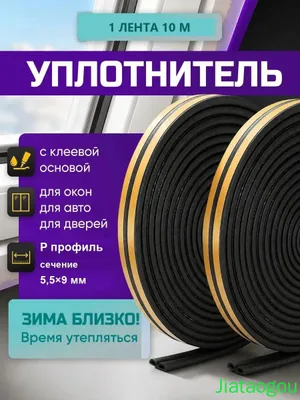 1 ЛЕНТА 10 М
УПЛОТНИТЕЛЬ
с клеевой
основой
для окон
для авто
для дверей
Р профиль
сечение
5,5×9 мм
ЗИМА БЛИЗКО!
Время утепляться
Jiataogou